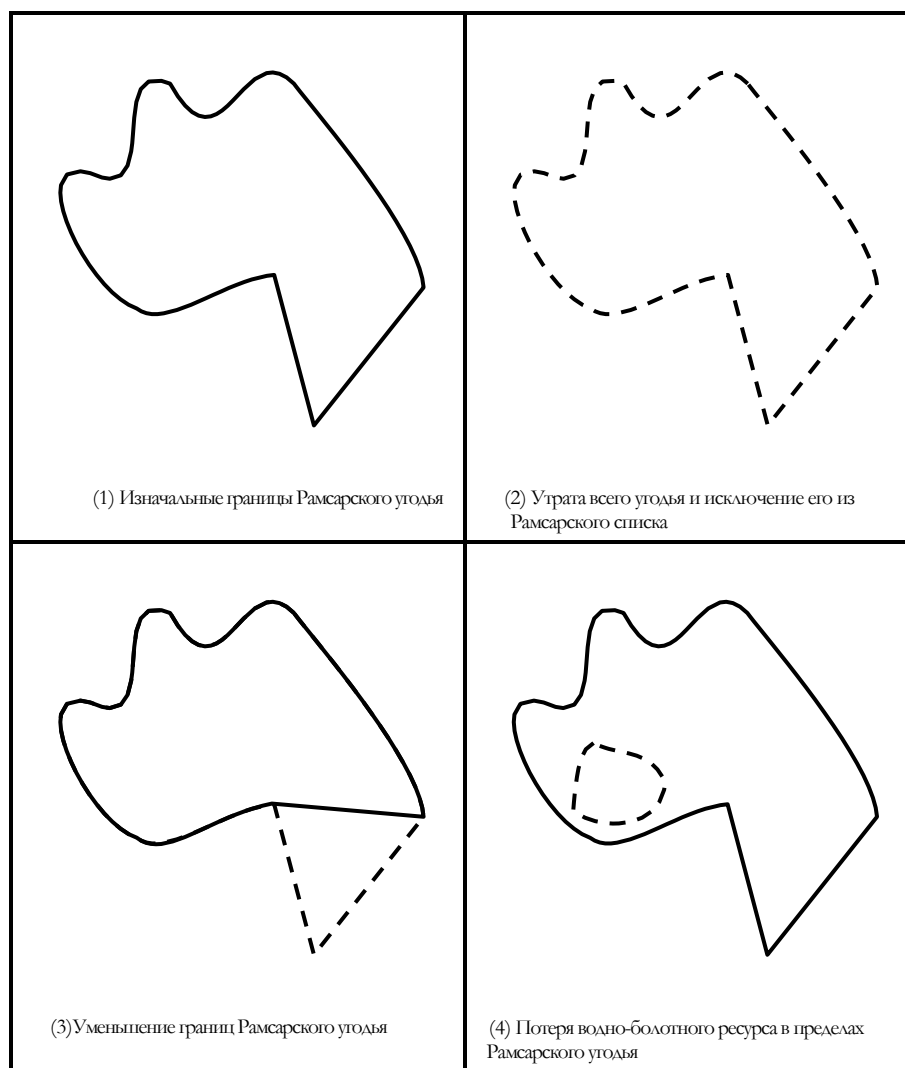 (1) Изначальные границы Рамсарского угодья
(2) Утрата всего угодья и исключение его из
Рамсарского списка
(3)Уменьшение границ Рамсарского угодья
(4) Потеря водно-болотного ресурса в пределах
Рамсарского угодья